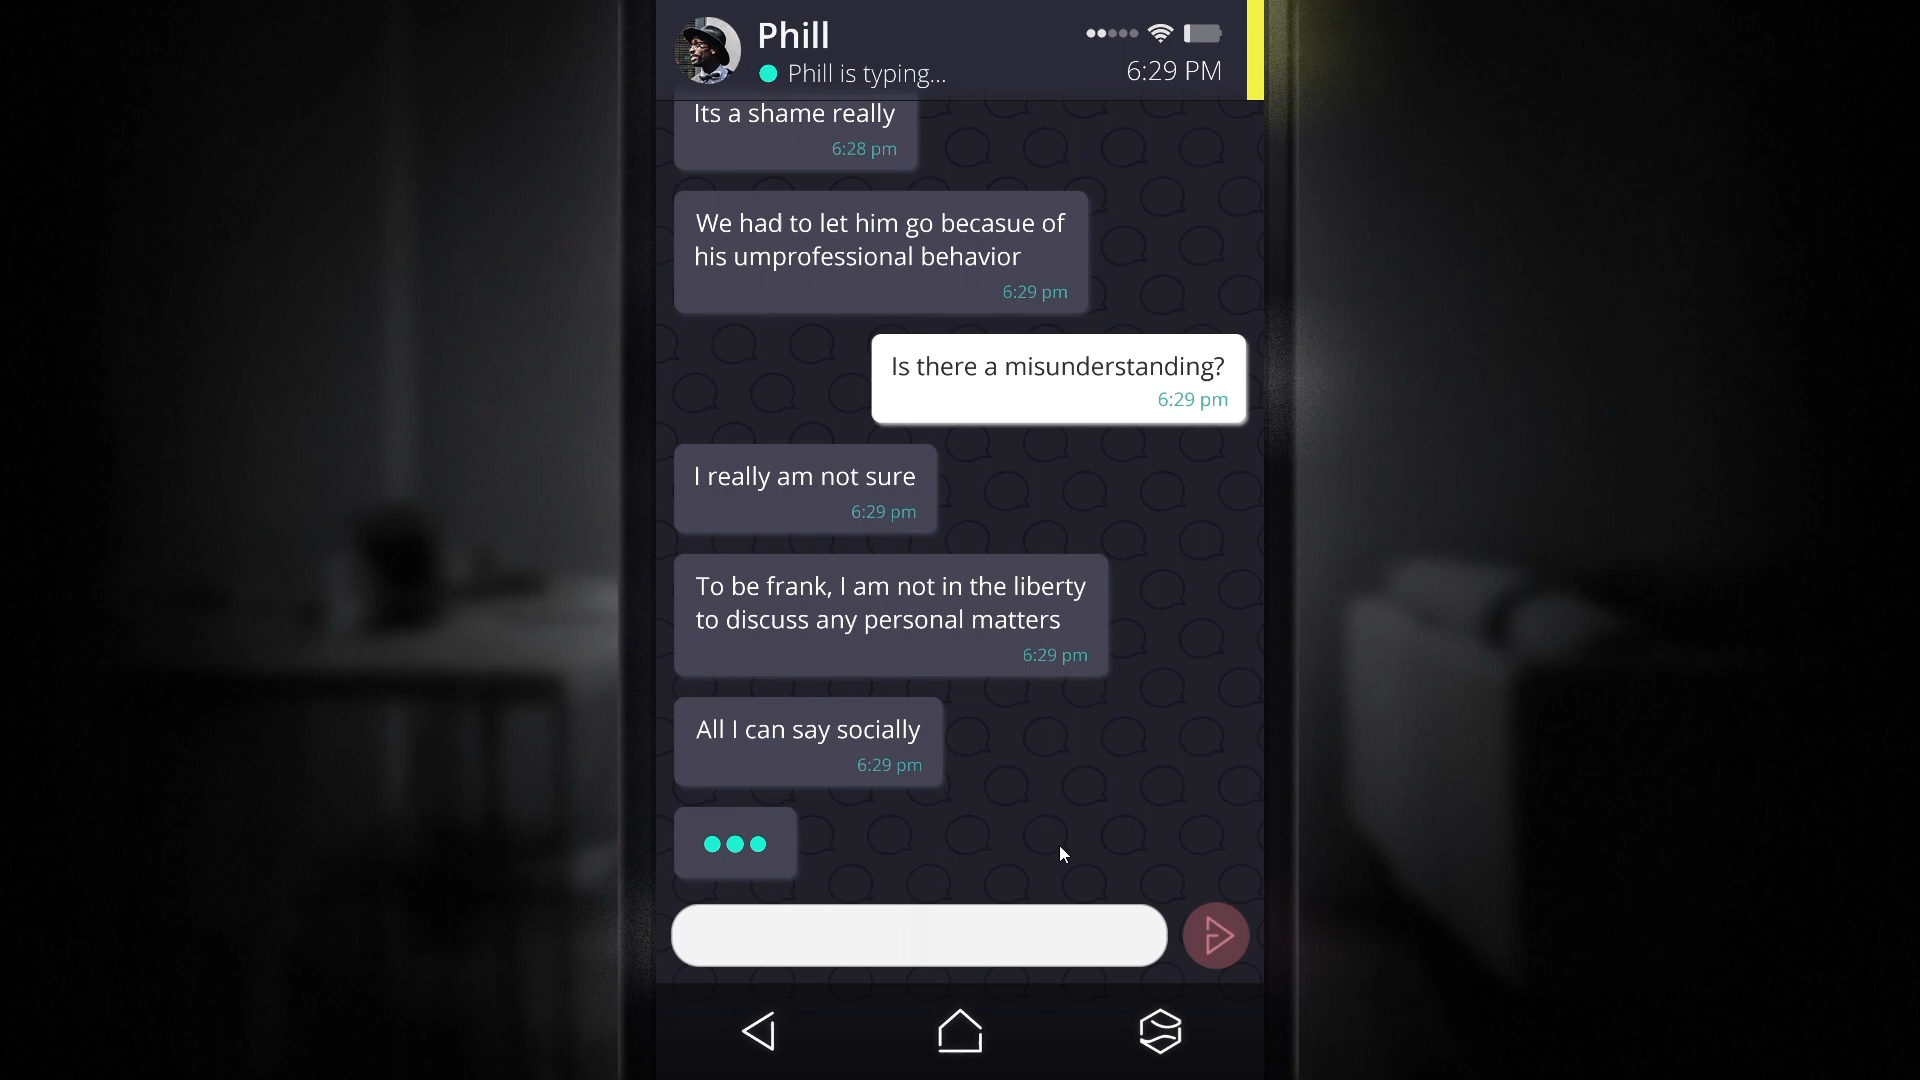 Phill
Phill is typing...
6:29 PM
Its a shame really
6:28 pm
We had to let him go becasue of
his umprofessional behavior
6:29 pm
Is there a misunderstanding?
6:29 pm
I really am not sure
6:29 pm
To be frank, I am not in the liberty
to discuss any personal matters
6:29 pm
All I can say socially
6:29 pm